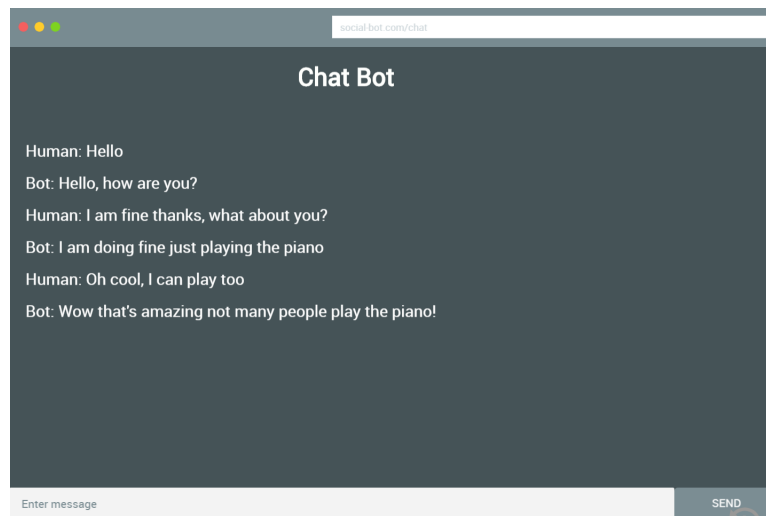 social-bot.com/chat
Chat Bot
Human: Hello
Bot: Hello, how are you?
Human: I am fine thanks, what about you?
Bot: I am doing fine just playing the piano
Human: Oh cool, I can play too
Bot: Wow that's amazing not many people play the piano!
Enter message
SEND